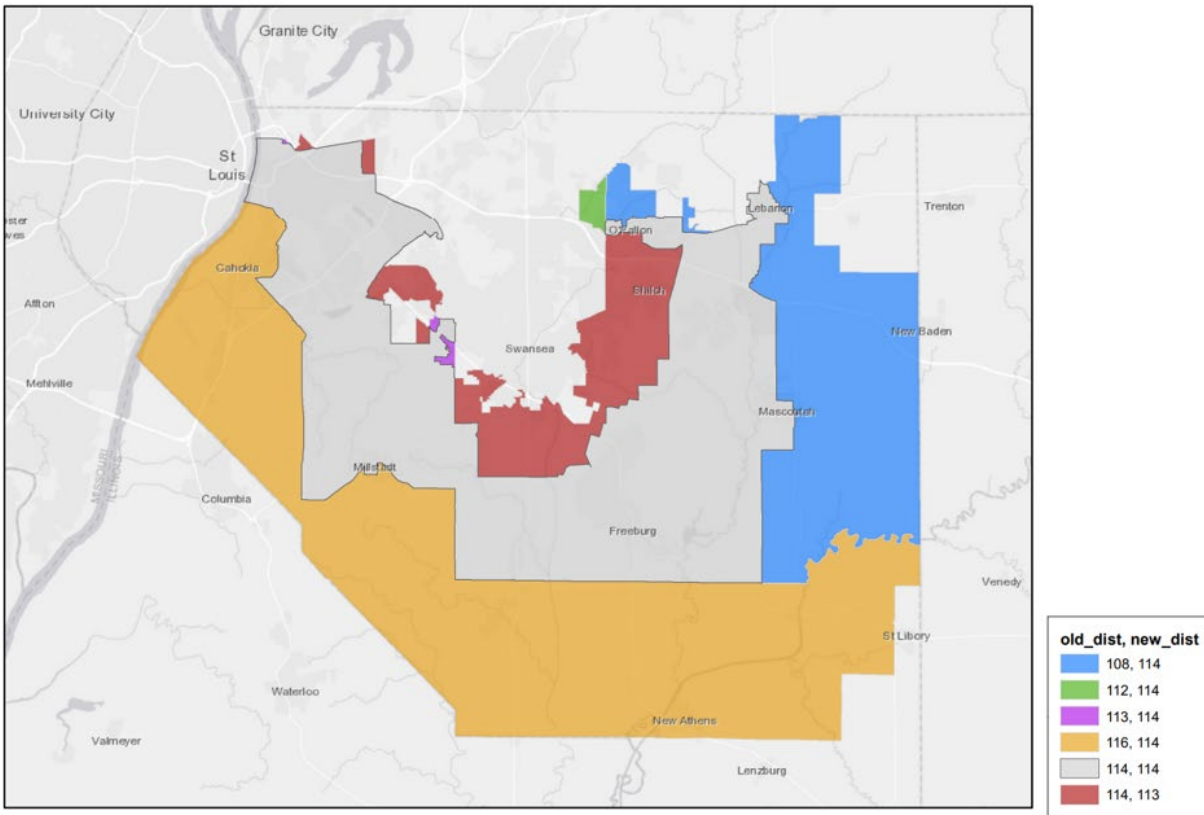 Granite City
University City
St
Louis
Lebanon
Trenton
O'Fallon
Cahokia
Affton
Shiloh
New Baden
Swansea
Mehlville
Mascoutah
Millstadt
Columbia
MISSOURI
ILLINOIS
Freeburg
Venedy
St Libory
Waterloo
New Athens
Valmeyer
Lenzburg
old_dist, new_dist
108, 114
112, 114
113, 114
116, 114
114, 114
114, 113